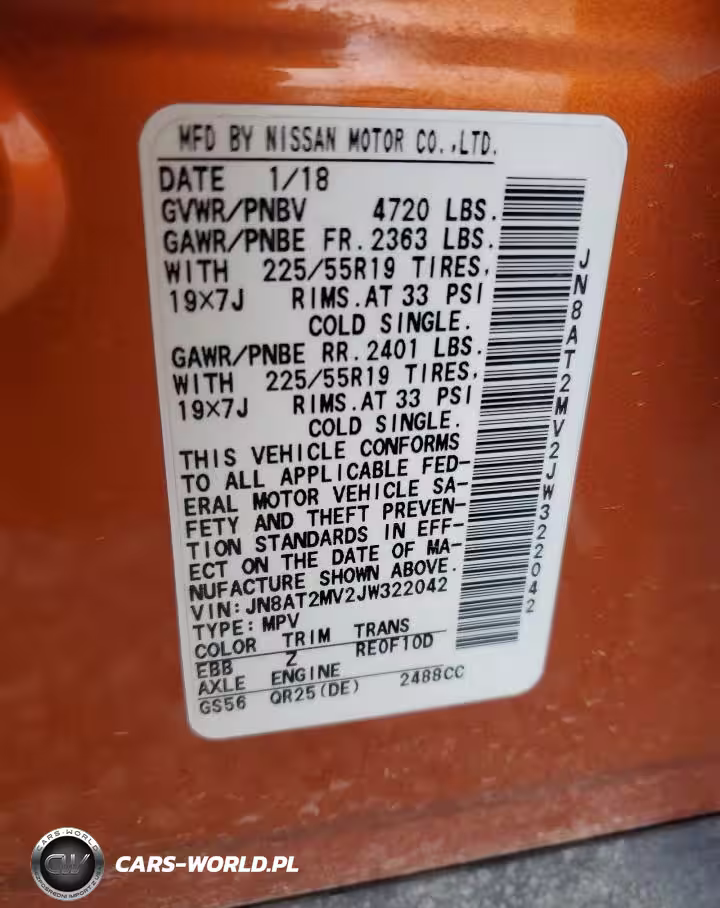 MFD BY NISSAN MOTOR CO.,LTD.
DATE 1/18
GVWR/PNBV 4720 LBS.
GAWR/PNBE FR. 2363 LBS.
WITH 225/55R19 TIRES,
19×7J RIMS. AT 33 PSI
COLD SINGLE.
GAWR/PNBE RR. 2401 LBS.
WITH 225/55R19 TIRES,
19×7J RIMS. AT 33 PSI
COLD SINGLE.
THIS VEHICLE CONFORMS
TO ALL APPLICABLE FED-
ERAL MOTOR VEHICLE SA-
FETY AND THEFT PREVEN-
TION STANDARDS IN EFF-
ECT ON THE DATE OF MA-
NUFACTURE SHOWN ABOVE.
VIN: JN8AT2MV2JW322042
TYPE: MPV
COLOR TRIM TRANS
EBB Z RE0F10D
AXLE ENGINE
GS56 QR25(DE) 2488CC
JN8AT2MV2JW322042
CARS-WORLD
CW
CARS-WORLD.PL